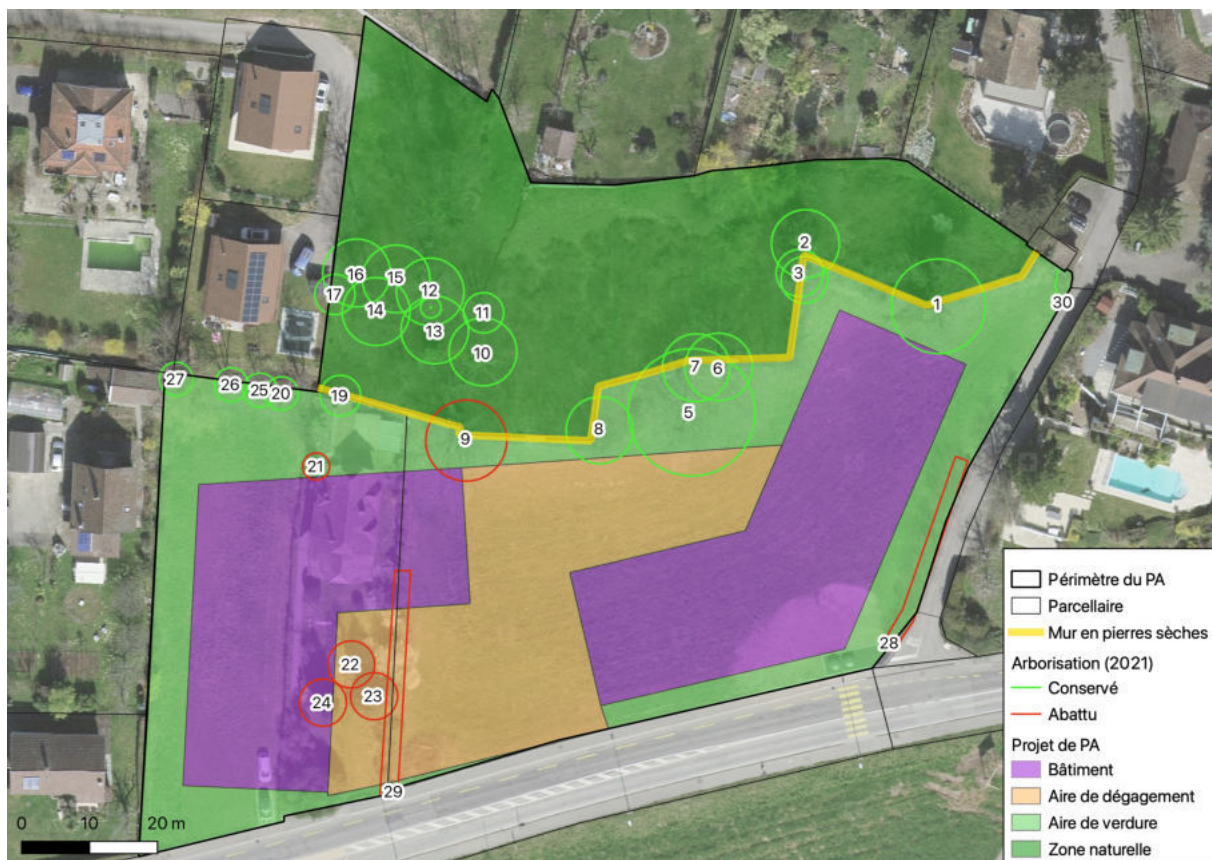 2
3
1
30
16
15
12
17
14
13
11
10
7
6
5
27
26
25
20
19
9
8
21
22
23
24
28
29
0
10
20 m
Périmètre du PA
Parcellaire
Mur en pierres sèches
Arborisation (2021)
Conservé
Abattu
Projet de PA
Bâtiment
Aire de dégagement
Aire de verdure
Zone naturelle